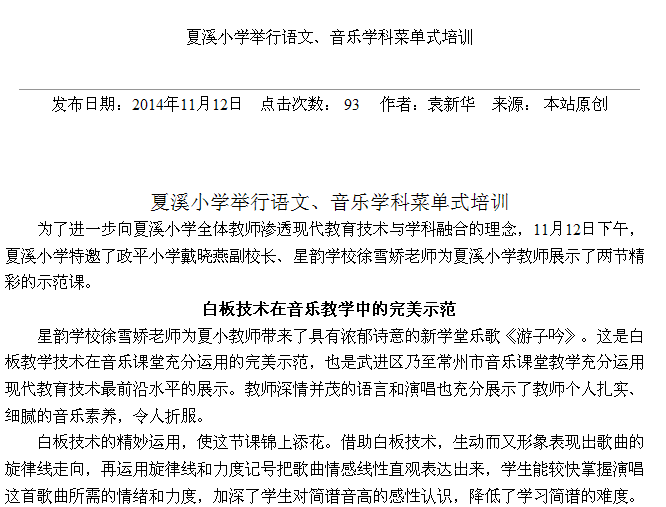 夏溪小学举行语文、音乐学科菜单式培训
发布日期：2014年11月12日 点击次数： 93 作者：袁新华 来源： 本站原创
夏溪小学举行语文、音乐学科菜单式培训
为了进一步向夏溪小学全体教师渗透现代教育技术与学科融合的理念，11月12日下午，
夏溪小学特邀了政平小学戴晓燕副校长、星韵学校徐雪娇老师为夏溪小学教师展示了两节精
彩的示范课。
白板技术在音乐教学中的完美示范
星韵学校徐雪娇老师为夏小教师带来了具有浓郁诗意的新学堂乐歌《游子吟》。这是白
板教学技术在音乐课堂充分运用的完美示范，也是武进区乃至常州市音乐课堂教学充分运用
现代教育技术最前沿水平的展示。教师深情并茂的语言和演唱也充分展示了教师个人扎实、
细腻的音乐素养，令人折服。
白板技术的精妙运用，使这节课锦上添花。借助白板技术，生动而又形象表现出歌曲的
旋律线走向，再运用旋律线和力度记号把歌曲情感线性直观表达出来，学生能较快掌握演唱
这首歌曲所需的情绪和力度，加深了学生对简谱音高的感性认识，降低了学习简谱的难度。